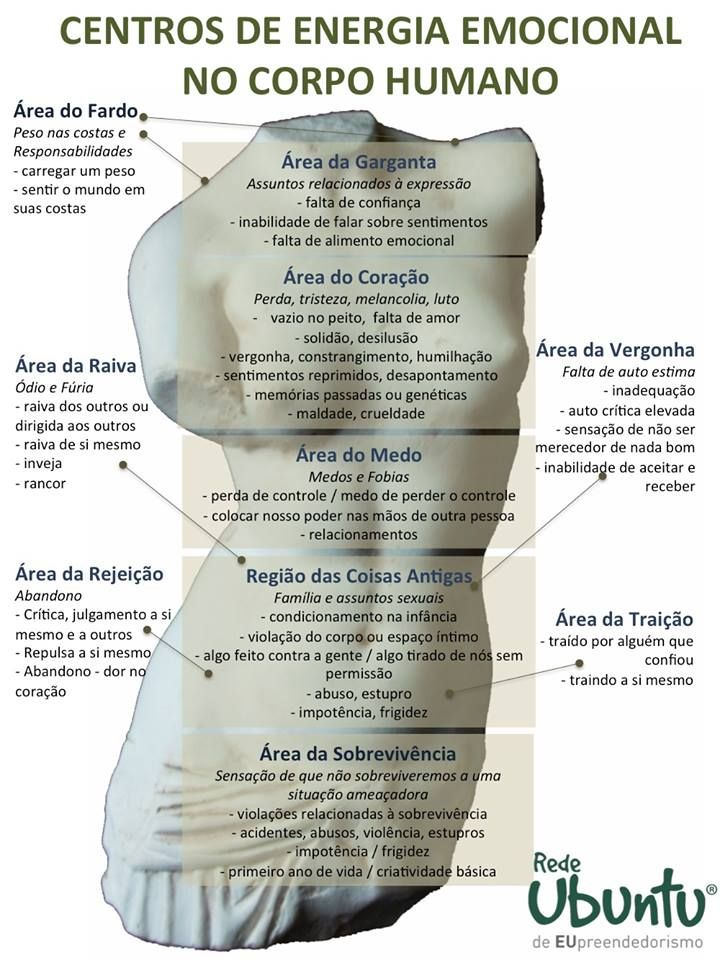 CENTROS DE ENERGIA EMOCIONAL
NO CORPO HUMANO
Área do Fardo
Peso nas costas e
Responsabilidades
- carregar um peso
- sentir o mundo em
suas costas
Área da Garganta
Assuntos relacionados à expressão
- falta de confiança
- inabilidade de falar sobre sentimentos
- falta de alimento emocional
Área do Coração
Perda, tristeza, melancolia, luto
- vazio no peito, falta de amor
- solidão, desilusão
- vergonha, constrangimento, humilhação
- sentimentos reprimidos, desapontamento
- memórias passadas ou genéticas
- maldade, crueldade
Área da Raiva
Ódio e Fúria
- raiva dos outros ou
dirigida aos outros
- raiva de si mesmo
- inveja
- rancor
Área da Vergonha
Falta de auto estima
- inadequação
- auto crítica elevada
- sensação de não ser
merecedor de nada bom
- inabilidade de aceitar e
receber
Área do Medo
Medos e Fobias
- perda de controle / medo de perder o controle
- colocar nosso poder nas mãos de outra pessoa
- relacionamentos
Área da Rejeição
Abandono
- Crítica, julgamento a si
mesmo e a outros
- Repulsa a si mesmo
- Abandono - dor no
coração
Região das Coisas Antigas
Família e assuntos sexuais
- condicionamento na infância
- violação do corpo ou espaço íntimo
- algo feito contra a gente / algo tirado de nós sem
permissão
- abuso, estupro
- impotência, frigidez
Área da Traição
- traído por alguém que
confiou
- traindo a si mesmo
Área da Sobrevivência
Sensação de que não sobreviveremos a uma
situação ameaçadora
- violações relacionadas à sobrevivência
- acidentes, abusos, violência, estupros
- impotência / frigidez
- primeiro ano de vida / criatividade básica
Rede
Ubuntu®
de EUpreendedorismo